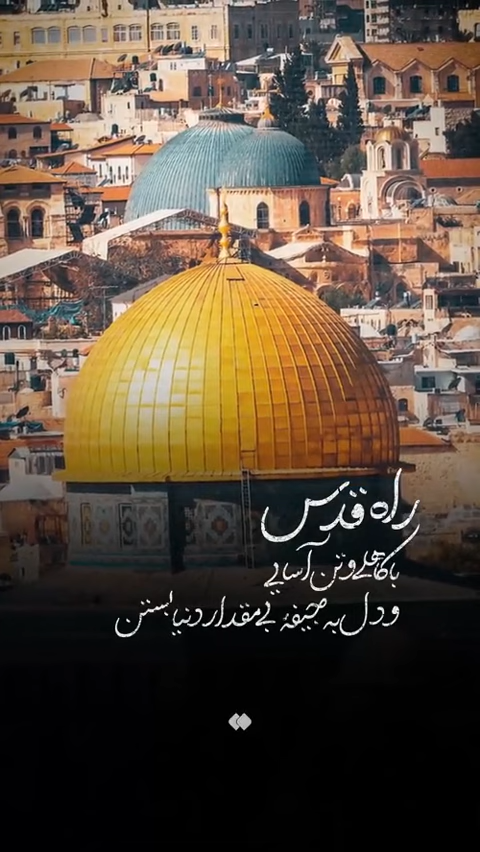 راه قدس
با کاهلی و تن آسایی
و دل به جیفهٔ بی‌مقدار دنیا بستن